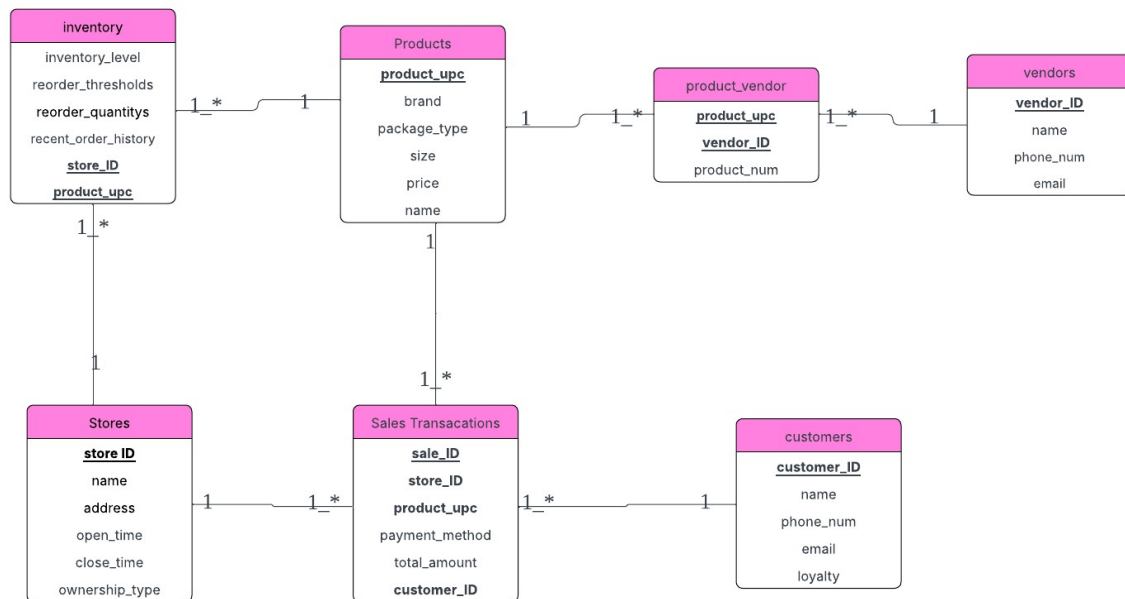 inventory
inventory_level
reorder_thresholds
reorder_quantitys
recent_order_history
store_ID
product_upc
1_*
1
Products
product_upc
brand
package_type
size
price
name
1
1_*
product_vendor
product_upc
vendor_ID
product_num
1_*
1
vendors
vendor_ID
name
phone_num
email
1_*
1
1
1_*
Stores
store ID
name
address
open_time
close_time
ownership_type
1
1_*
Sales Transacations
sale_ID
store_ID
product_upc
payment_method
total_amount
customer_ID
1_*
1
customers
customer_ID
name
phone_num
email
loyalty